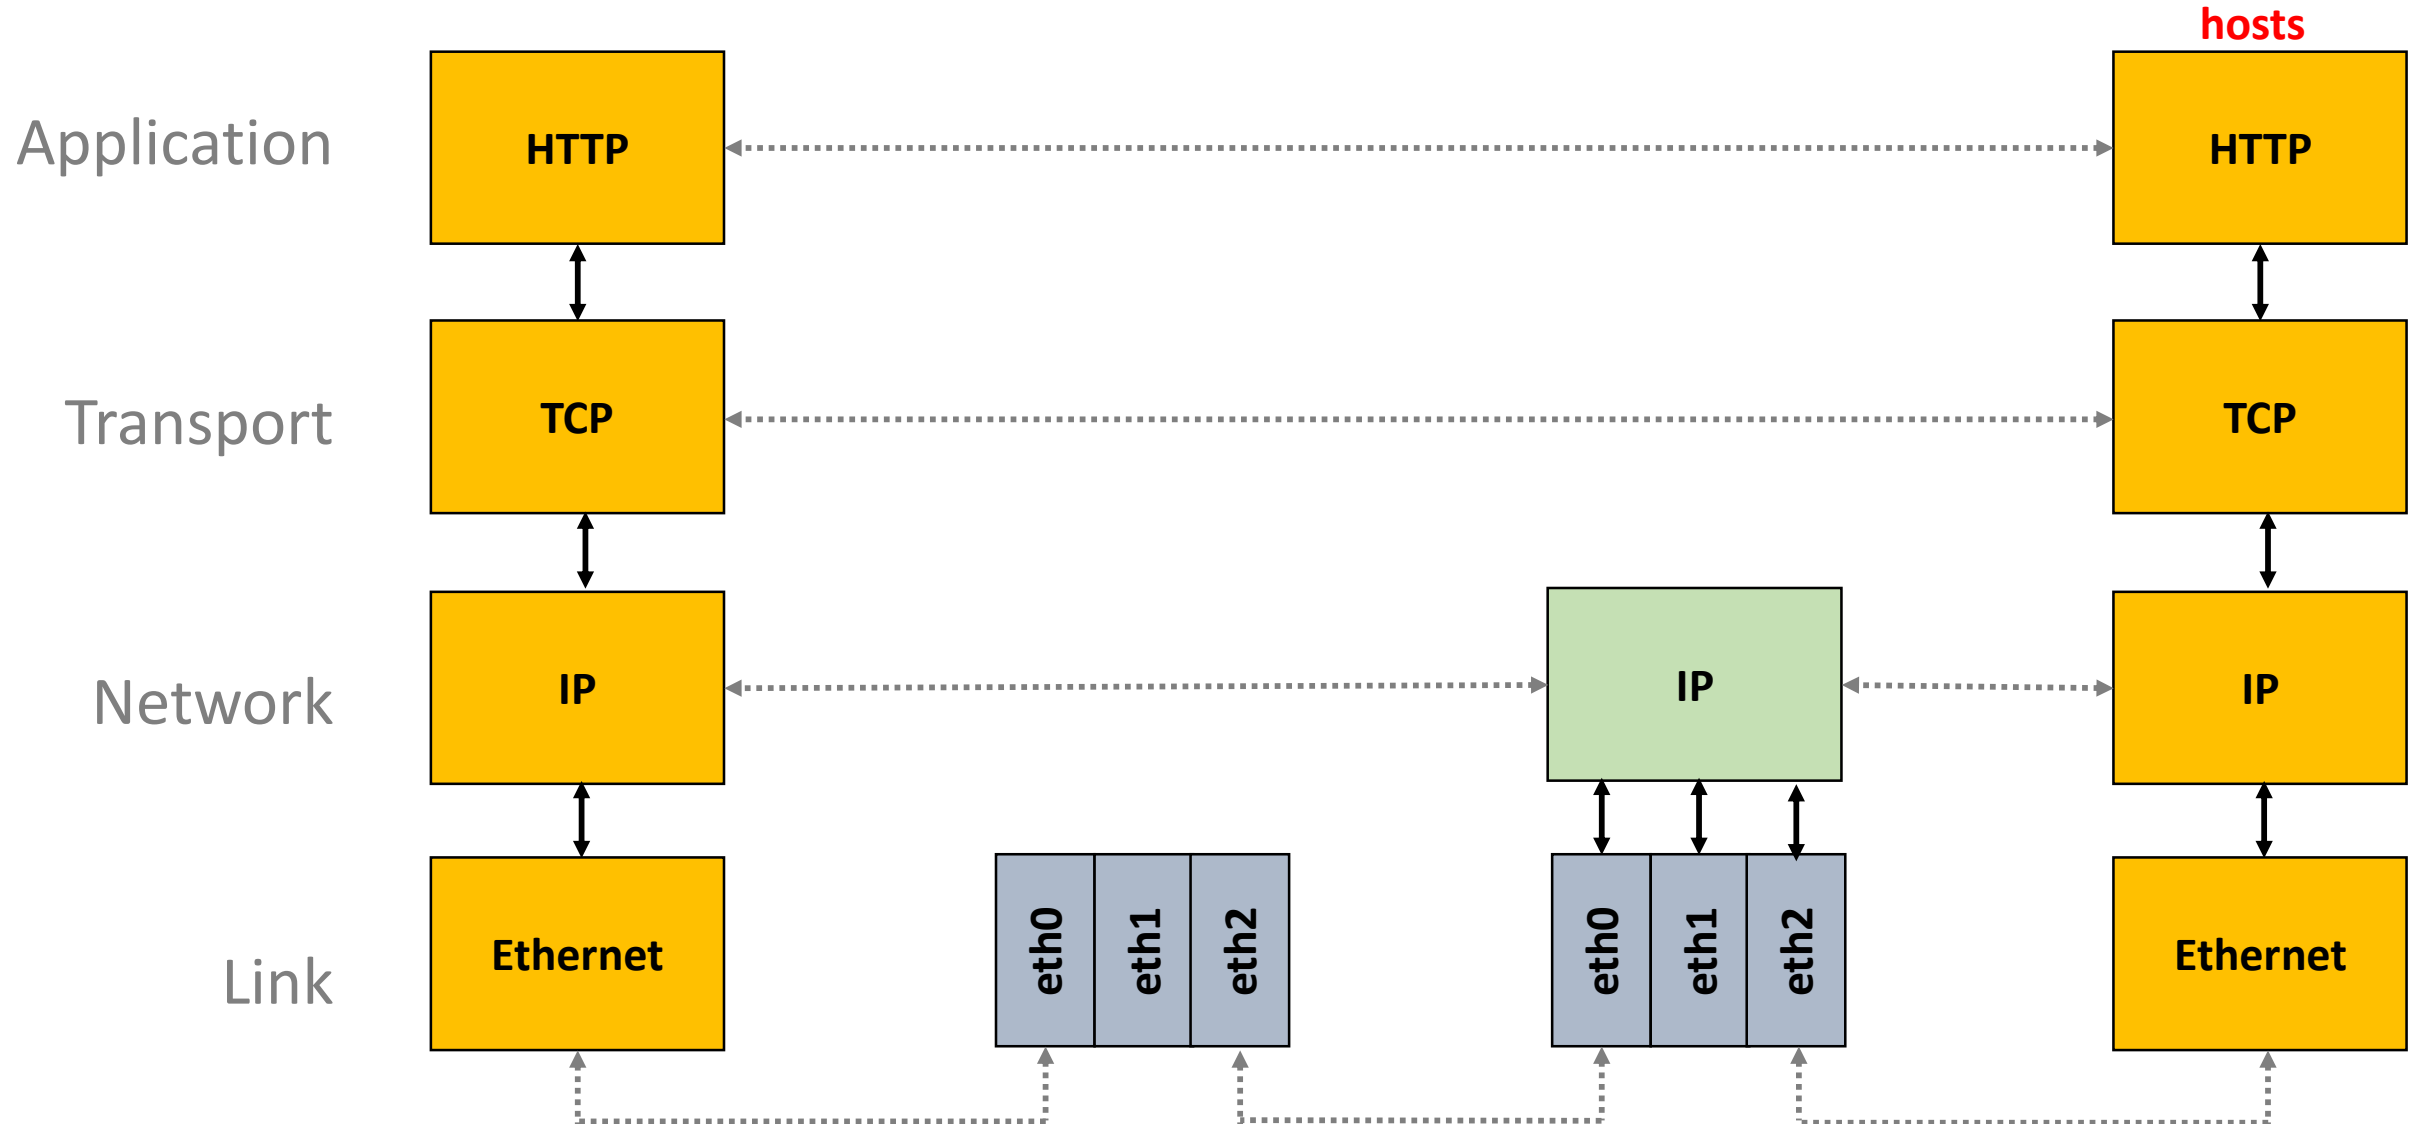 hosts
Application
HTTP
HTTP
Transport
TCP
TCP
Network
IP
IP
IP
Link
Ethernet
eth0
eth1
eth2
eth0
eth1
eth2
Ethernet